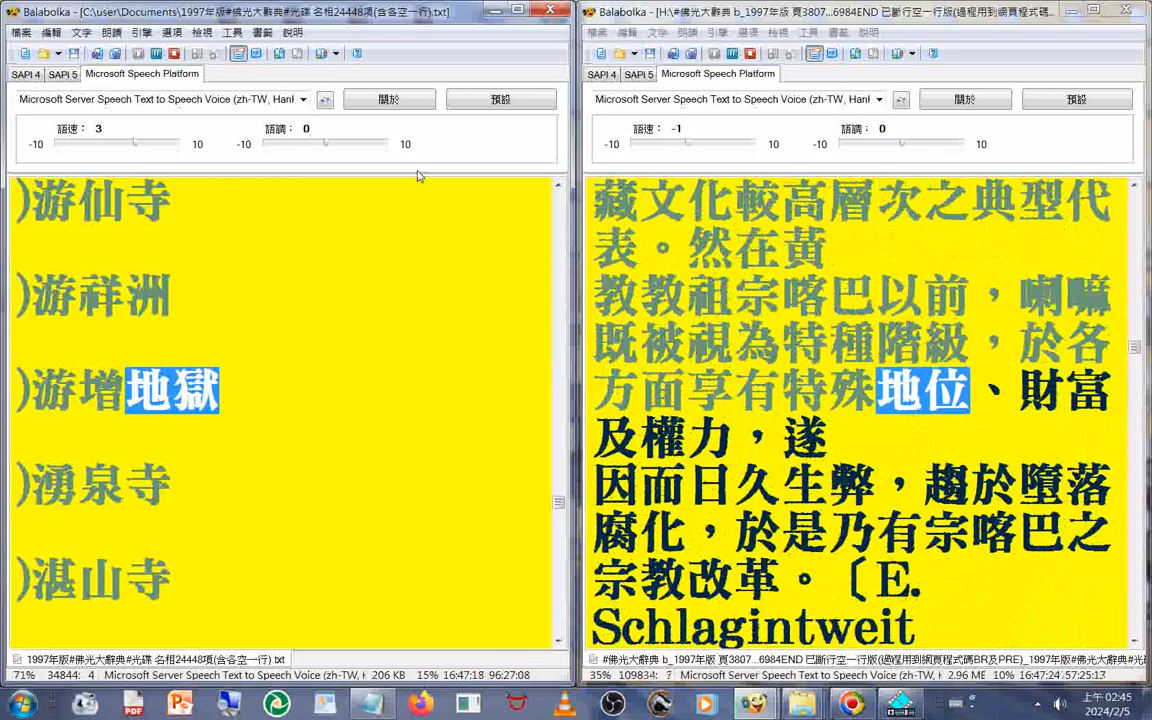 Balabolka - [C:\user\Documents\1997年版#佛光大辭典#光碟 名相24448項(含各空一行).txt]
檔案 編輯 文字 朗讀 引擎 選項 檢視 工具 書籤 說明
SAPI 4 SAPI 5 Microsoft Speech Platform
Microsoft Server Speech Text to Speech Voice (zh-TW, Hanl
關於 預設
語速： 3 語調： 0
-10 10 -10 10
)游仙寺
)游祥洲
)游增地獄
)湧泉寺
)湛山寺
1997年版#佛光大辭典#光碟 名相24448項(含各空一行).txt
71% 34844: 4 Microsoft Server Speech Text to Speech Voice (zh-TW, H 206 KB 15% 16:47:18 96:27:08
Balabolka - [H:\#佛光大辭典 b_1997年版 頁3807...6984END 已斷行空一行版(過程用到網頁程式碼...
檔案 編輯 文字 朗讀 引擎 選項 檢視 工具 書籤 說明
SAPI 4 SAPI 5 Microsoft Speech Platform
Microsoft Server Speech Text to Speech Voice (zh-TW, Hanl
關於 預設
語速： -1 語調： 0
-10 10 -10 10
藏文化較高層次之典型代
表。然在黃
教教祖宗喀巴以前，喇嘛
既被視為特種階級，於各
方面享有特殊地位、財富
及權力，遂
因而日久生弊，趨於墮落
腐化，於是乃有宗喀巴之
宗教改革。〔E.
Schlagintweit
#佛光大辭典 b_1997年版 頁3807...6984END 已斷行空一行版(過程用到網頁程式碼BR及PRE)_1997年#光
35% 109834: Microsoft Server Speech Text to Speech Voice (zh-TW, 2.96 ME 10% 16:47:24 57:25:13
PDF
上午 02:45
2024/2/5